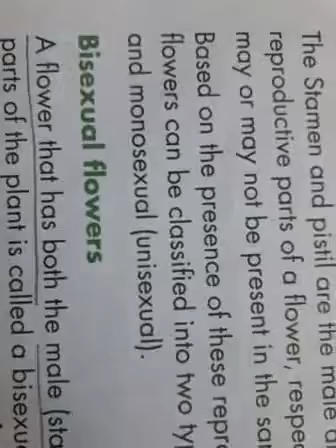 The Stamen and pistil are the male
reproductive parts of a flower, respec
may or may not be present in the sa
Based on the presence of these repr
flowers can be classified into two ty
and monosexual (unisexual).
Bisexual flowers
A flower that has both the male (sta
parts of the plant is called a bisexu